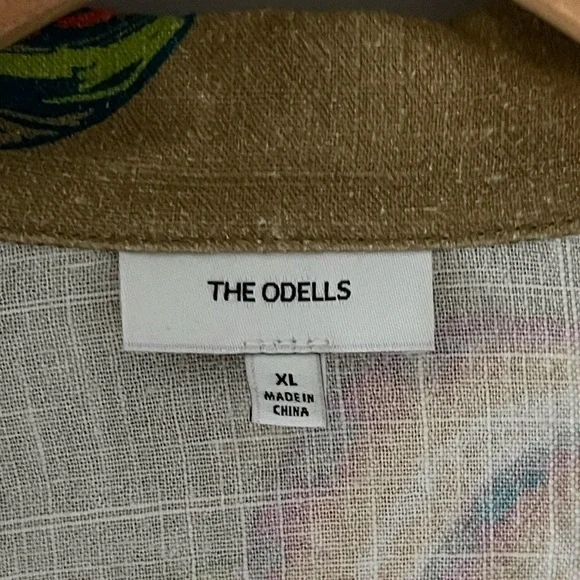 THE ODELLS
XL
MADE IN
CHINA